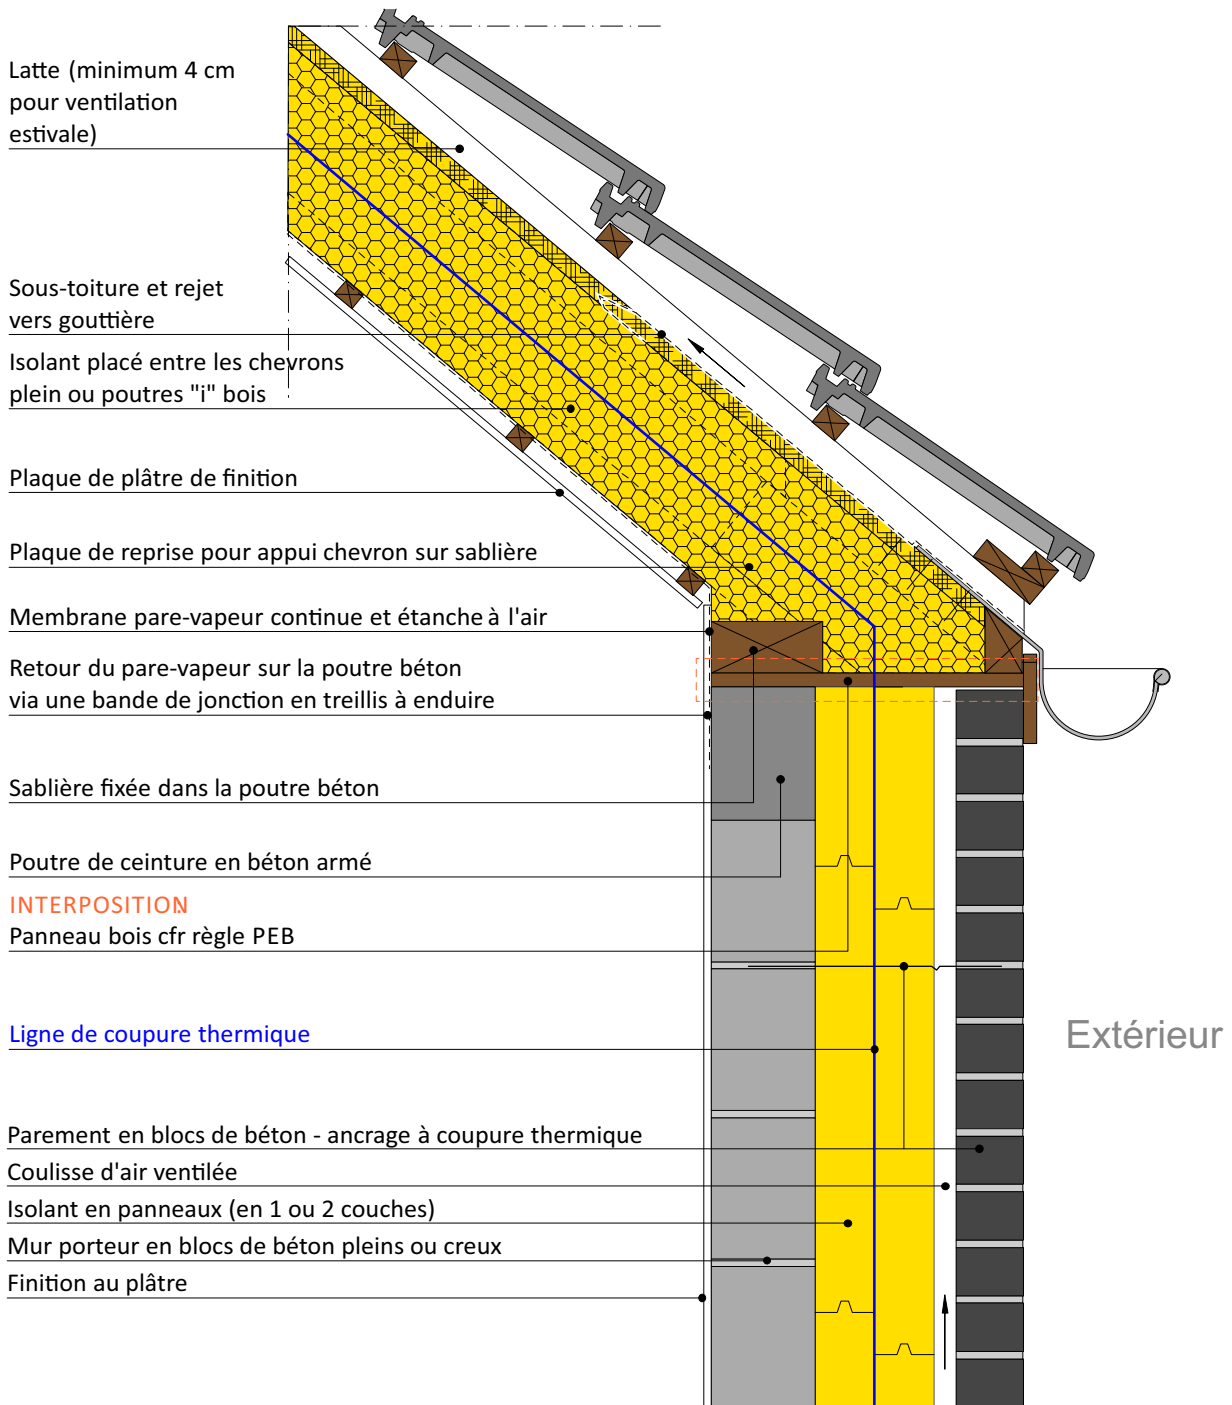 Latte (minimum 4 cm
pour ventilation
estivale)
Sous-toiture et rejet
vers gouttière
Isolant placé entre les chevrons
plein ou poutres "i" bois
Plaque de plâtre de finition
Plaque de reprise pour appui chevron sur sablière
Membrane pare-vapeur continue et étanche à l'air
Retour du pare-vapeur sur la poutre béton
via une bande de jonction en treillis à enduire
Sablière fixée dans la poutre béton
Poutre de ceinture en béton armé
INTERPOSITION:
Panneau bois cfr règle PEB
Ligne de coupure thermique
Extérieur
Parement en blocs de béton - ancrage à coupure thermique
Coulisse d'air ventilée
Isolant en panneaux (en 1 ou 2 couches)
Mur porteur en blocs de béton pleins ou creux
Finition au plâtre